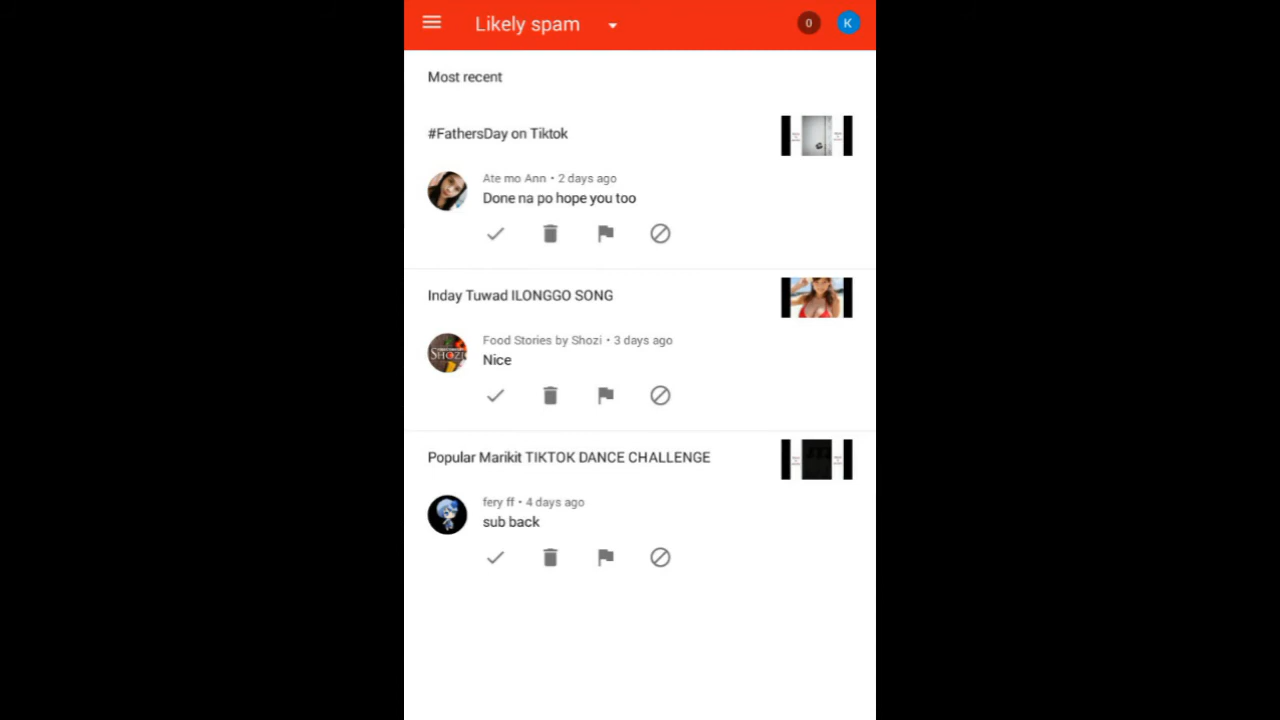 Likely spam
0
K
Most recent
#FathersDay on Tiktok
Ate mo Ann • 2 days ago
Done na po hope you too
Inday Tuwad ILONGGO SONG
Food Stories by Shozi • 3 days ago
SHOZI
Nice
Popular Marikit TIKTOK DANCE CHALLENGE
fery ff • 4 days ago
sub back